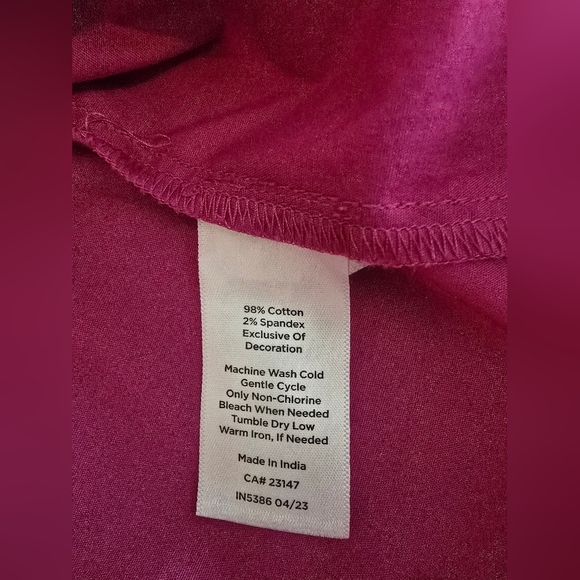 98% Cotton
2% Spandex
Exclusive Of
Decoration
Machine Wash Cold
Gentle Cycle
Only Non-Chlorine
Bleach When Needed
Tumble Dry Low
Warm Iron, If Needed
Made In India
CA# 23147
IN5386 04/23